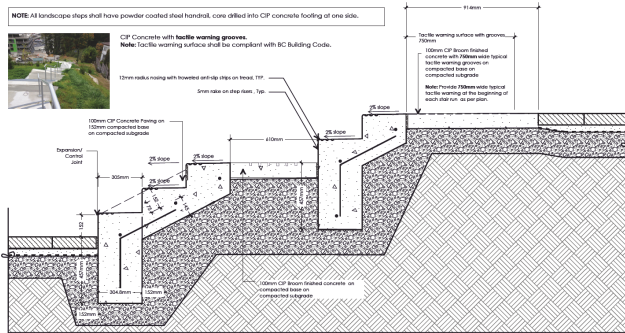 NOTE: All landscape steps shall have powder coated steel handrail, core drilled into CIP concrete footing at one side.
CIP Concrete with tactile warning grooves.
Note: Tactile warning surface shall be compliant with BC Building Code.
12mm radius nosing with troweled anti-slip strips on tread, TYP.
5mm rake on step risers, Typ.
914mm
Tactile warning surface with grooves
750mm
100mm CIP Broom finished
concrete with 750mm wide typical
tactile warning grooves on
compacted base on
compacted subgrade
Note: Provide 750mm wide typical
tactile warning at the beginning of
each stair run as per plan.
2% slope
2% slope
610mm
100mm CIP Concrete Paving on
152mm compacted base
on compacted subgrade
Expansion/
Control
Joint
2% slope
2% slope
305mm
2% slope
152
407mm
407mm
304.8mm
152mm
152mm
100mm CIP Broom finished concrete on
compacted base on
compacted subgrade